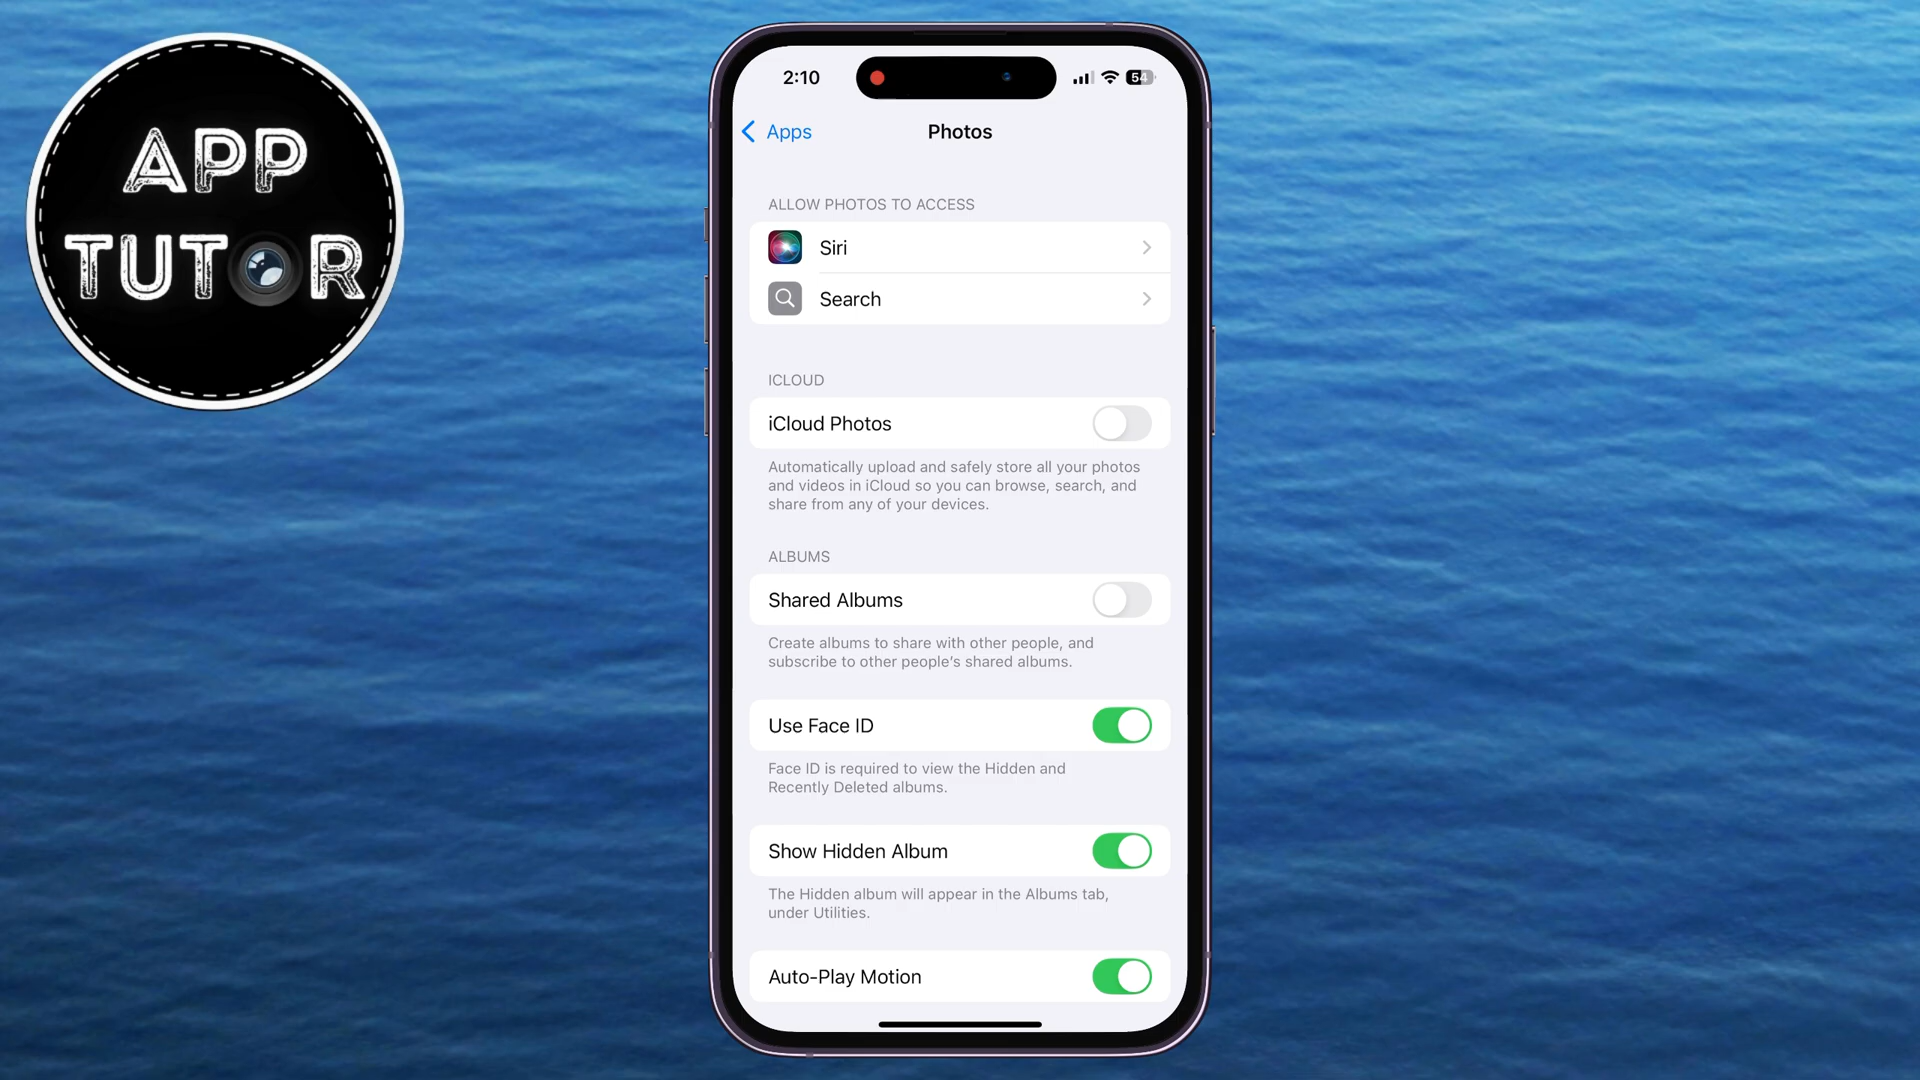 APP
TUTOR
2:10
54
Apps
Photos
ALLOW PHOTOS TO ACCESS
Siri
Search
ICLOUD
iCloud Photos
Automatically upload and safely store all your photos
and videos in iCloud so you can browse, search, and
share from any of your devices.
ALBUMS
Shared Albums
Create albums to share with other people, and
subscribe to other people's shared albums.
Use Face ID
Face ID is required to view the Hidden and
Recently Deleted albums.
Show Hidden Album
The Hidden album will appear in the Albums tab,
under Utilities.
Auto-Play Motion